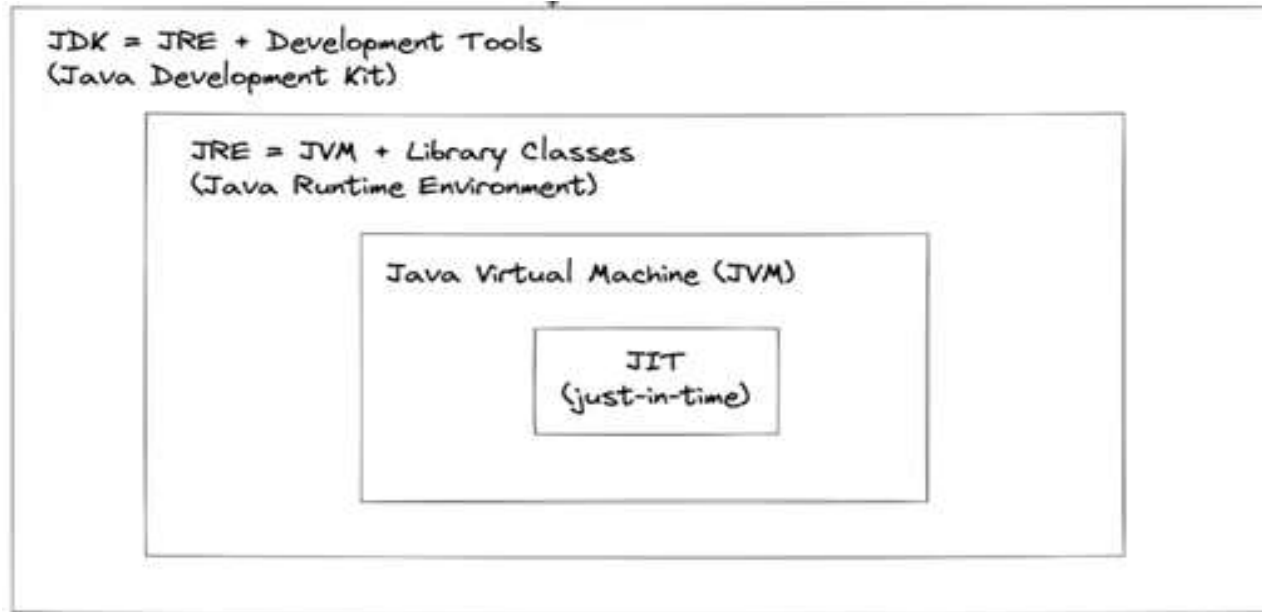 JDK = JRE + Development Tools
(Java Development Kit)
JRE = JVM + Library Classes
(Java Runtime Environment)
Java Virtual Machine (JVM)
JIT
(just-in-time)